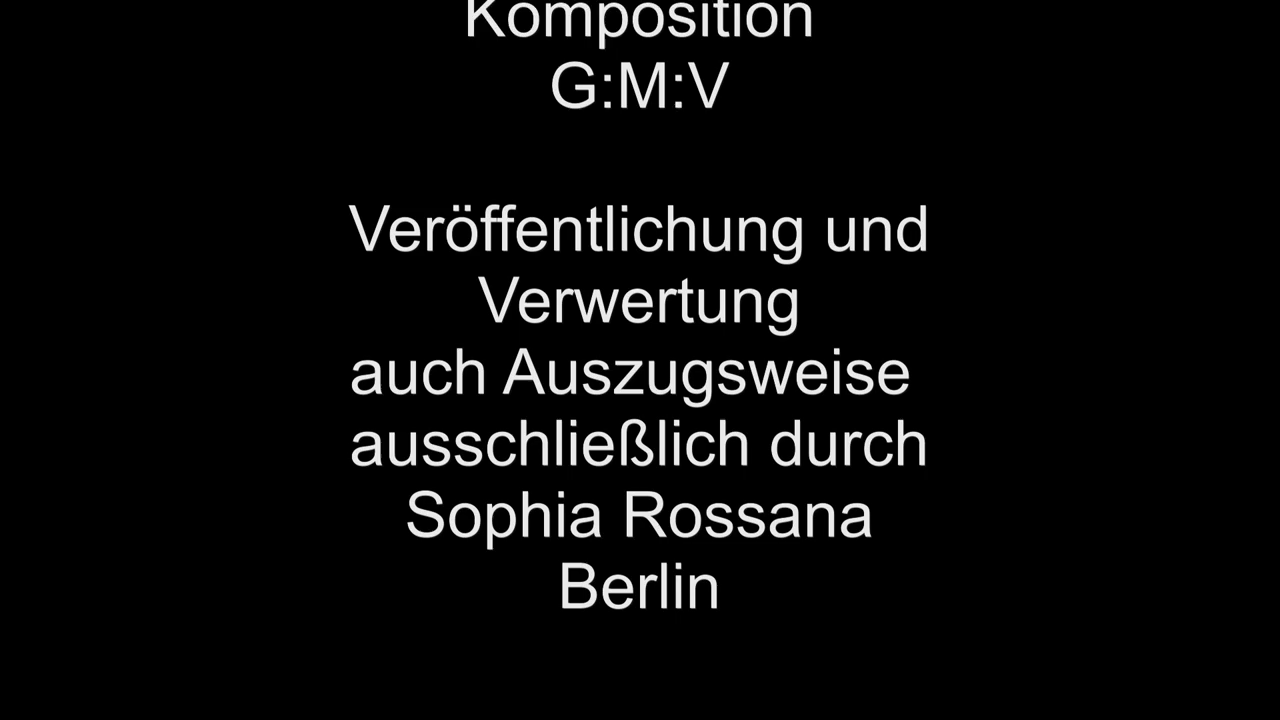 Komposition
G:M:V
Veröffentlichung und
Verwertung
auch Auszugsweise
ausschließlich durch
Sophia Rossana
Berlin